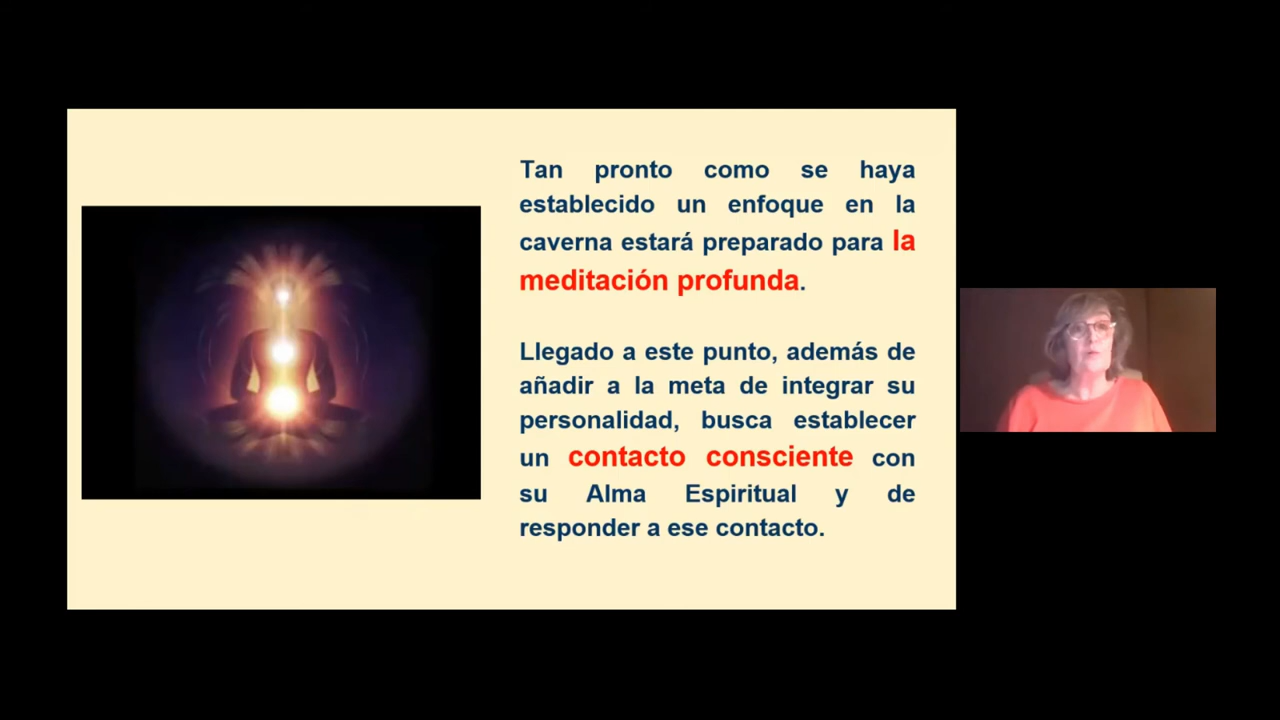 Tan pronto como se haya
establecido un enfoque en la
caverna estará preparado para la
meditación profunda.
Llegado a este punto, además de
añadir a la meta de integrar su
personalidad, busca establecer
un contacto consciente con
su Alma Espiritual y de
responder a ese contacto.